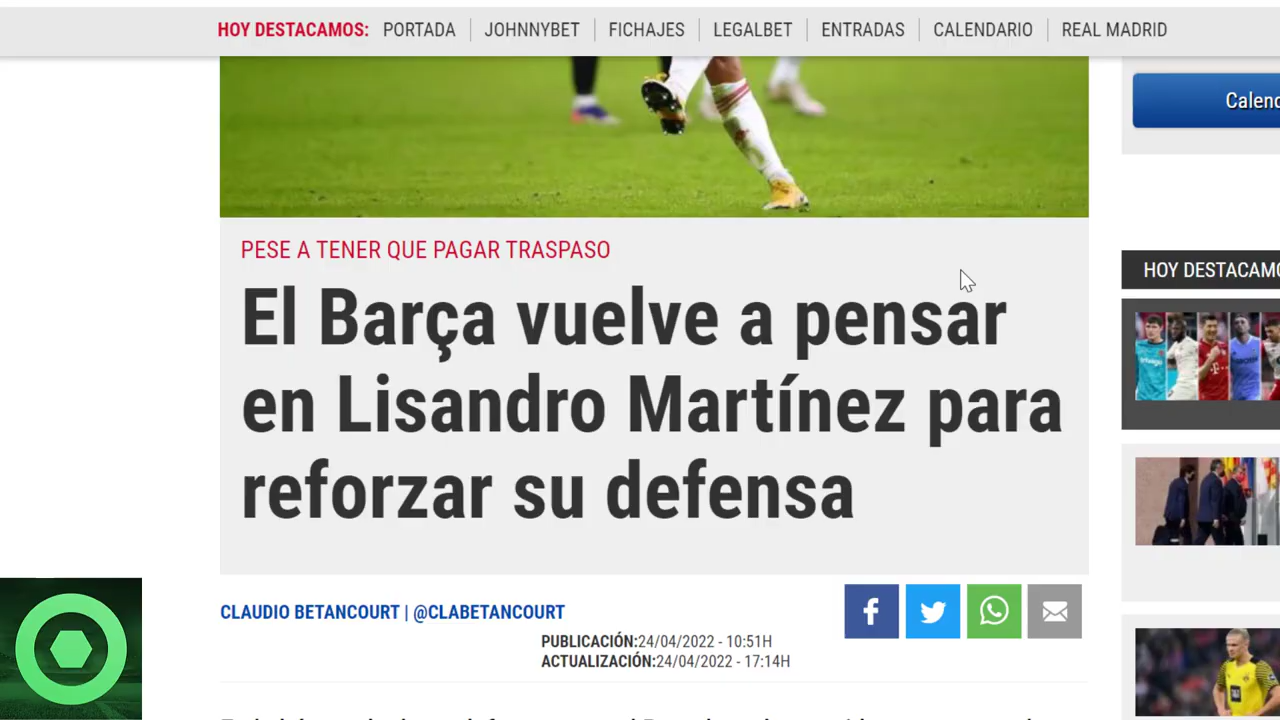 HOY DESTACAMOS: PORTADA JOHNNYBET FICHAJES LEGALBET ENTRADAS CALENDARIO REAL MADRID
PESE A TENER QUE PAGAR TRASPASO
El Barça vuelve a pensar
en Lisandro Martínez para
reforzar su defensa
CLAUDIO BETANCOURT | @CLABETANCOURT
PUBLICACIÓN:24/04/2022 - 10:51H
ACTUALIZACIÓN:24/04/2022 - 17:14H
HOY